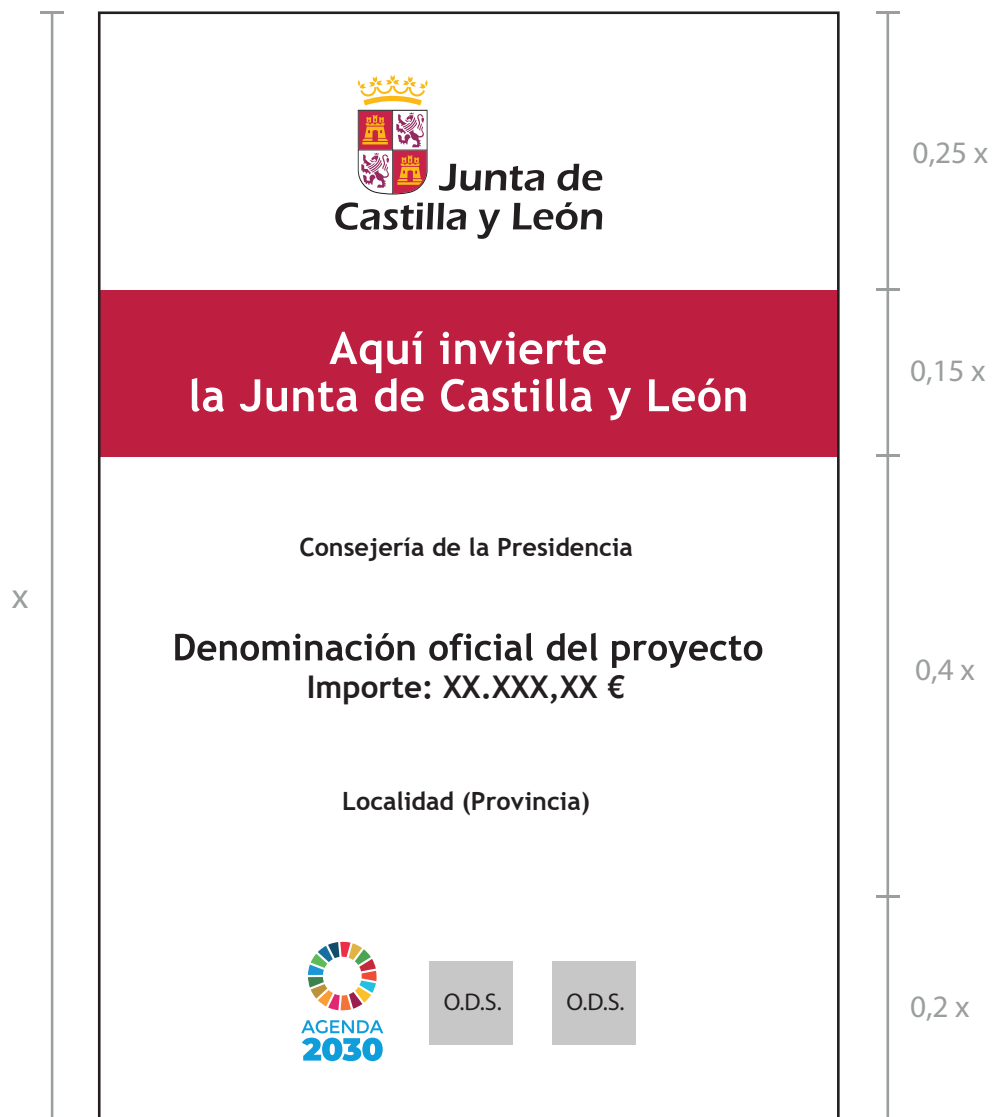 Junta de
Castilla y León
0,25 x
Aquí invierte
la Junta de Castilla y León
0,15 x
Consejería de la Presidencia
x
Denominación oficial del proyecto
Importe: XX.XXX,XX €
0,4 x
Localidad (Provincia)
O.D.S.
O.D.S.
AGENDA
2030
0,2 x